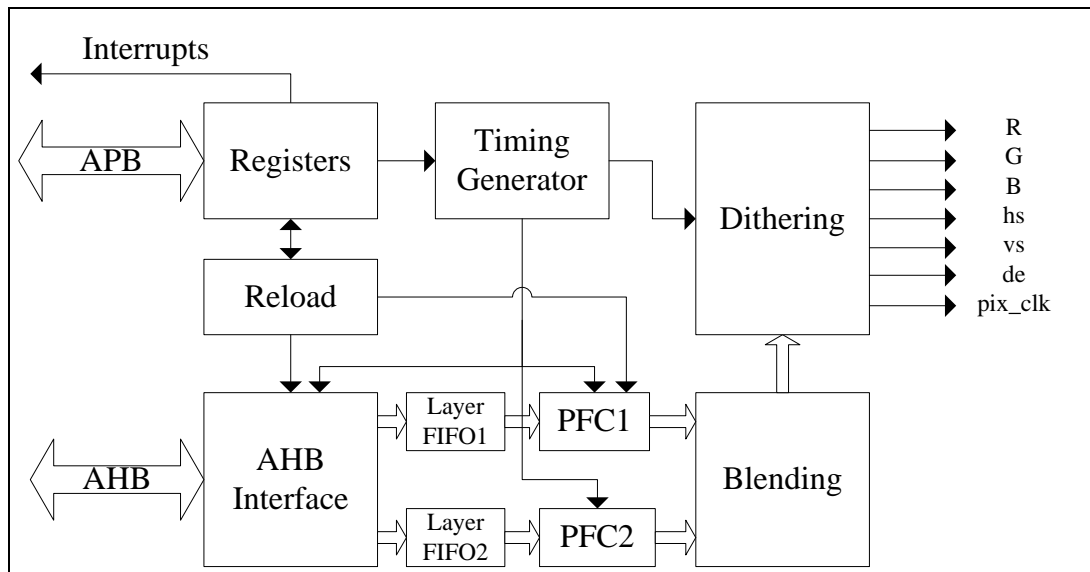 Interrupts
APB
Registers
Timing
Generator
Dithering
R
G
B
hs
vs
de
pix_clk
Reload
AHB
AHB
Interface
Layer
FIFO1
PFC1
Layer
FIFO2
PFC2
Blending